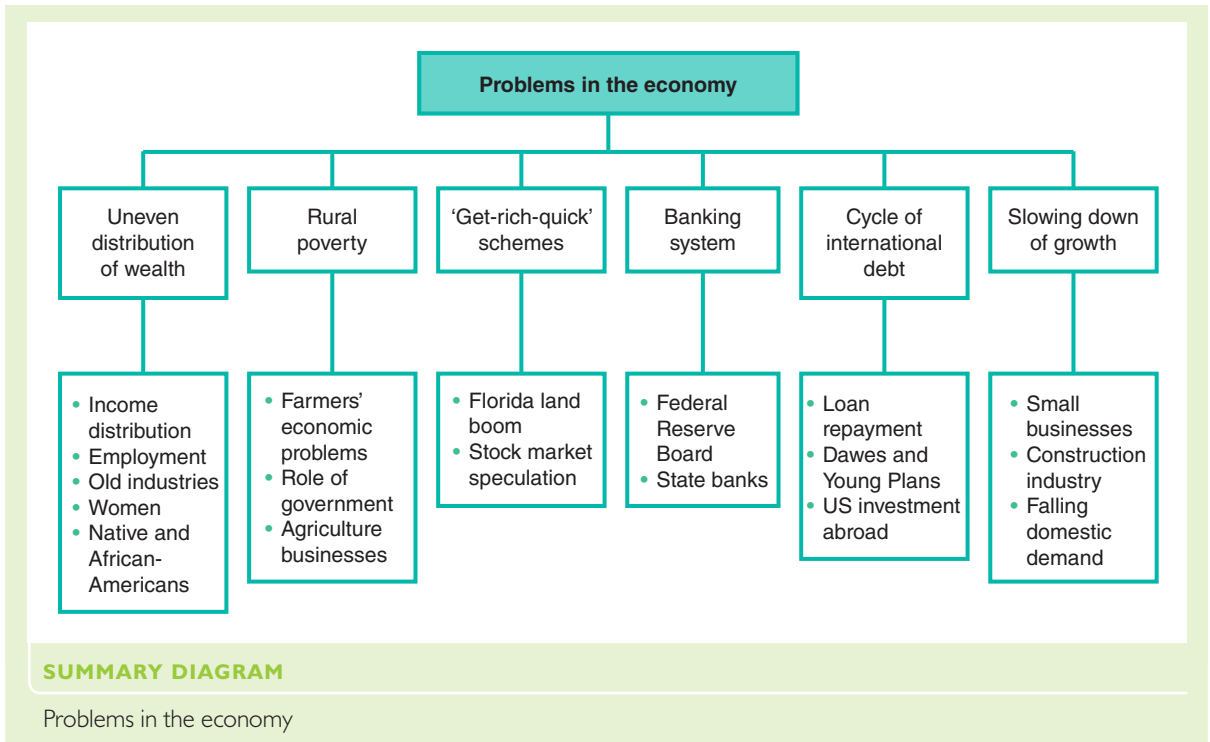 Problems in the economy
Uneven
distribution
of wealth
Rural
poverty
‘Get-rich-quick’
schemes
Banking
system
Cycle of
international
debt
Slowing down
of growth
• Income
distribution
• Employment
• Old industries
• Women
• Native and
African-
Americans
• Farmers’
economic
problems
• Role of
government
• Agriculture
businesses
• Florida land
boom
• Stock market
speculation
• Federal
Reserve
Board
• State banks
• Loan
repayment
• Dawes and
Young Plans
• US investment
abroad
• Small
businesses
• Construction
industry
• Falling
domestic
demand
SUMMARY DIAGRAM
Problems in the economy